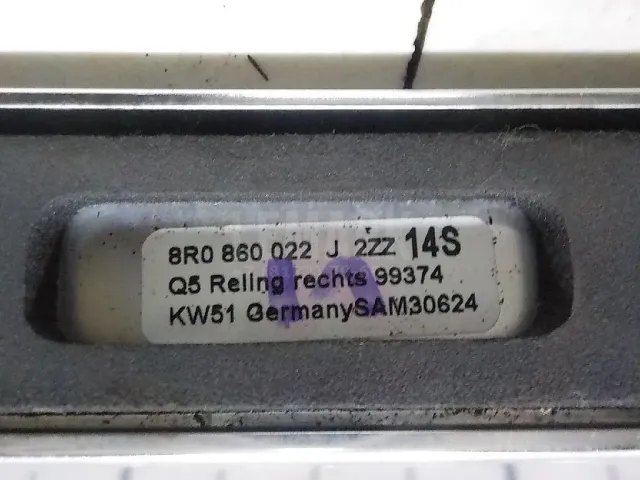 8R0 860 022 J 2ZZ 14S
Q5 Reling rechts 99374
KW51 GermanySAM30624